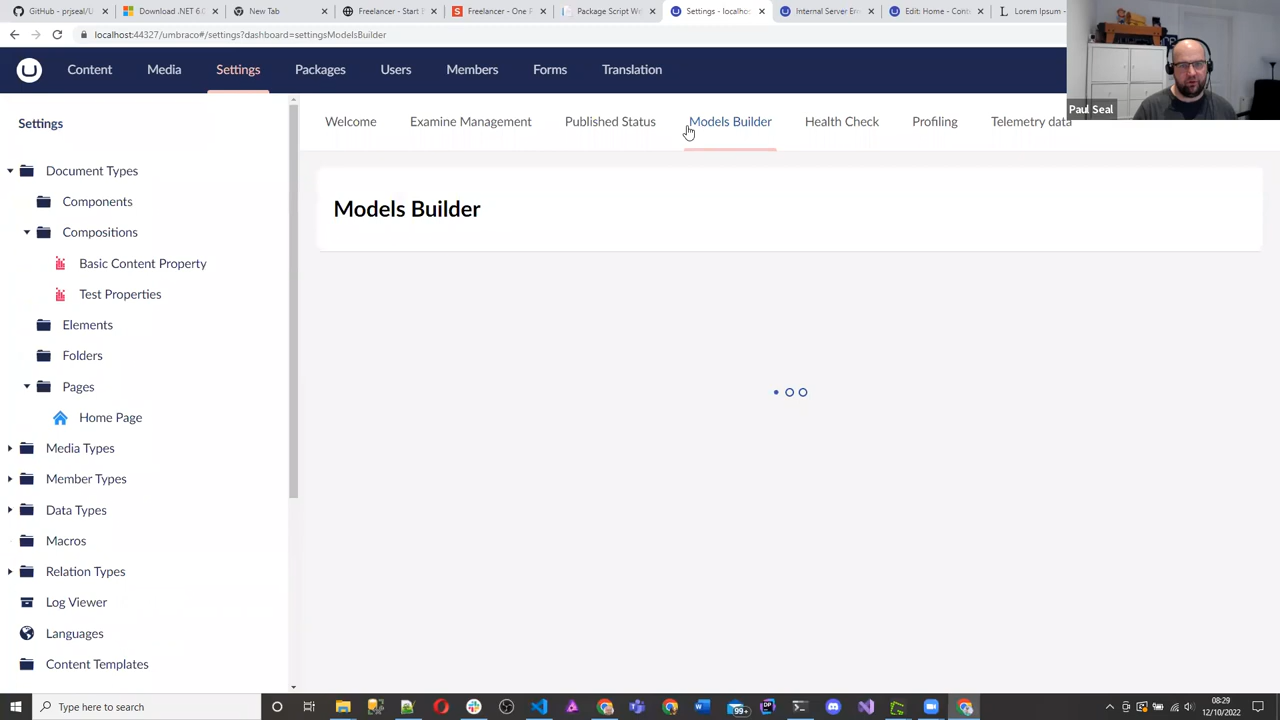 GitHub - prjseal/u
Download .NET 6.0
New Tab
Freelancer - Start B
Freelancer - One P
Package Script Wr
Settings - localhos
Internal Server Err
Edit: Home - Cont
Lorem Ipsum -
localhost:44327/umbraco#/settings?dashboard=settingsModelsBuilder
Content
Media
Settings
Packages
Users
Members
Forms
Translation
Paul Seal
Settings
Welcome
Examine Management
Published Status
Models Builder
Health Check
Profiling
Telemetry data
Document Types
Components
Compositions
Basic Content Property
Test Properties
Elements
Folders
Pages
Home Page
Media Types
Member Types
Data Types
Macros
Relation Types
Log Viewer
Languages
Content Templates
Models Builder
Type here to search
99+
08:29
12/10/2022